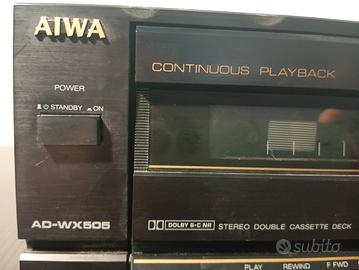 AIWA
CONTINUOUS PLAYBACK
POWER
STANDBY ON
AD-WX505
DOLBY B·C NR STEREO DOUBLE CASSETTE DECK
PLAY REWIND F FWD
subito